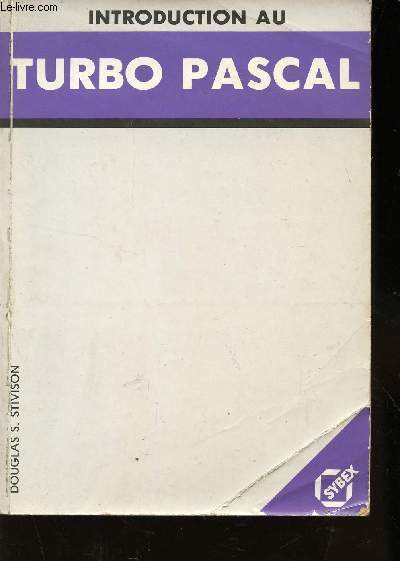 Le-livre.com
INTRODUCTION AU
TURBO PASCAL
DOUGLAS S. STIVISON
SYBEX